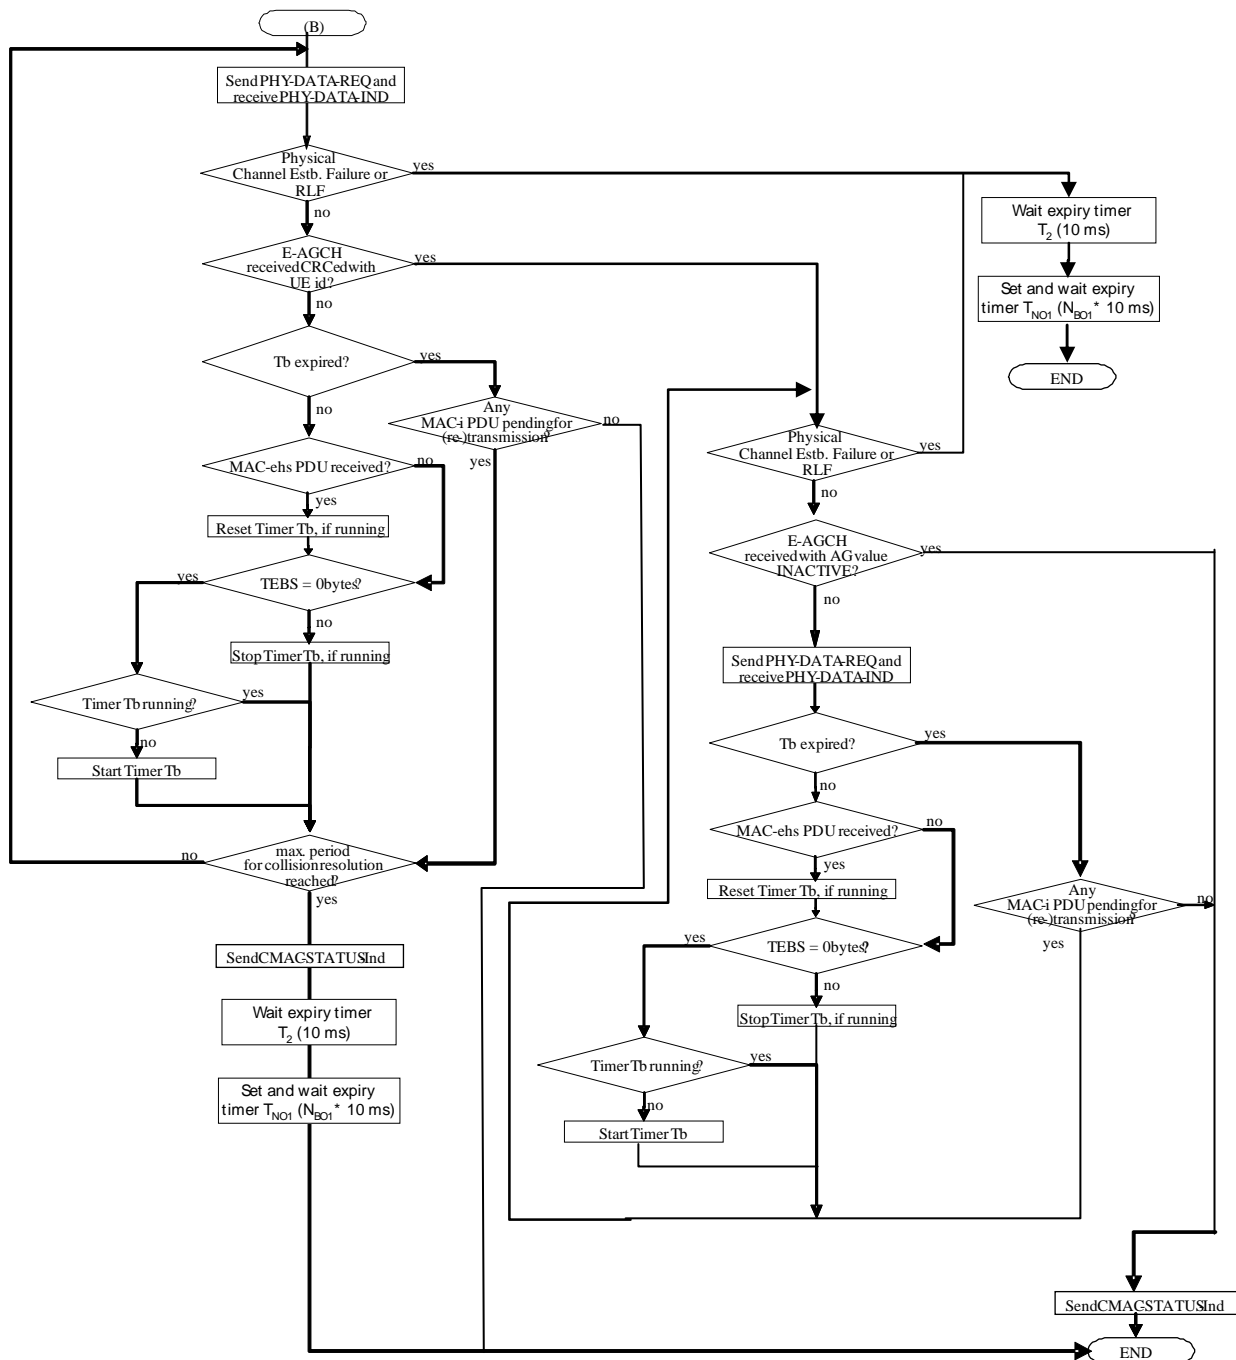 (B)
Send PHY-DATA-REQ and
receive PHY-DATA-IND
Physical
Channel Estb. Failure or
RLF
yes
no
E-AGCH
received CRCed with
UE id?
yes
no
Tb expired?
yes
no
Any
MAC-i PDU pending for
(re-)transmission?
no
yes
MAC-ehs PDU received?
no
yes
Reset Timer Tb, if running
TEBS = 0 bytes?
yes
no
Stop Timer Tb, if running
Timer Tb running?
yes
no
Start Timer Tb
max. period
for collision resolution
reached?
no
yes
Send CMAC-STATUS-Ind
Wait expiry timer
T2 (10 ms)
Set and wait expiry
timer TNO1 (NBO1* 10 ms)
Wait expiry timer
T2 (10 ms)
Set and wait expiry
timer TNO1 (NBO1* 10 ms)
END
Physical
Channel Estb. Failure or
RLF
yes
no
E-AGCH
received with AG value
INACTIVE?
yes
no
Send PHY-DATA-REQ and
receive PHY-DATA-IND
Tb expired?
yes
no
MAC-ehs PDU received?
no
yes
Reset Timer Tb, if running
Any
MAC-i PDU pending for
(re-)transmission?
no
yes
TEBS = 0 bytes?
yes
no
Stop Timer Tb, if running
Timer Tb running?
yes
no
Start Timer Tb
Send CMAC-STATUS-Ind
END